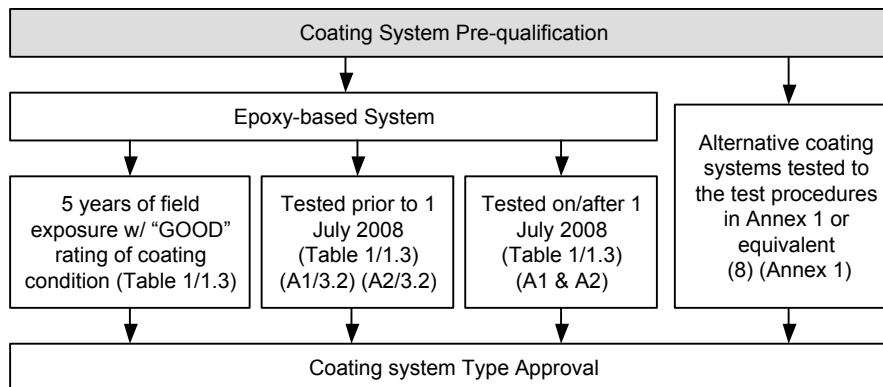 Coating System Pre-qualification
Epoxy-based System
5 years of field
exposure w/ “GOOD”
rating of coating
condition (Table 1/1.3)
Tested prior to 1
July 2008
(Table 1/1.3)
(A1/3.2) (A2/3.2)
Tested on/after 1
July 2008
(Table 1/1.3)
(A1 & A2)
Alternative coating
systems tested to
the test procedures
in Annex 1 or
equivalent
(8) (Annex 1)
Coating system Type Approval